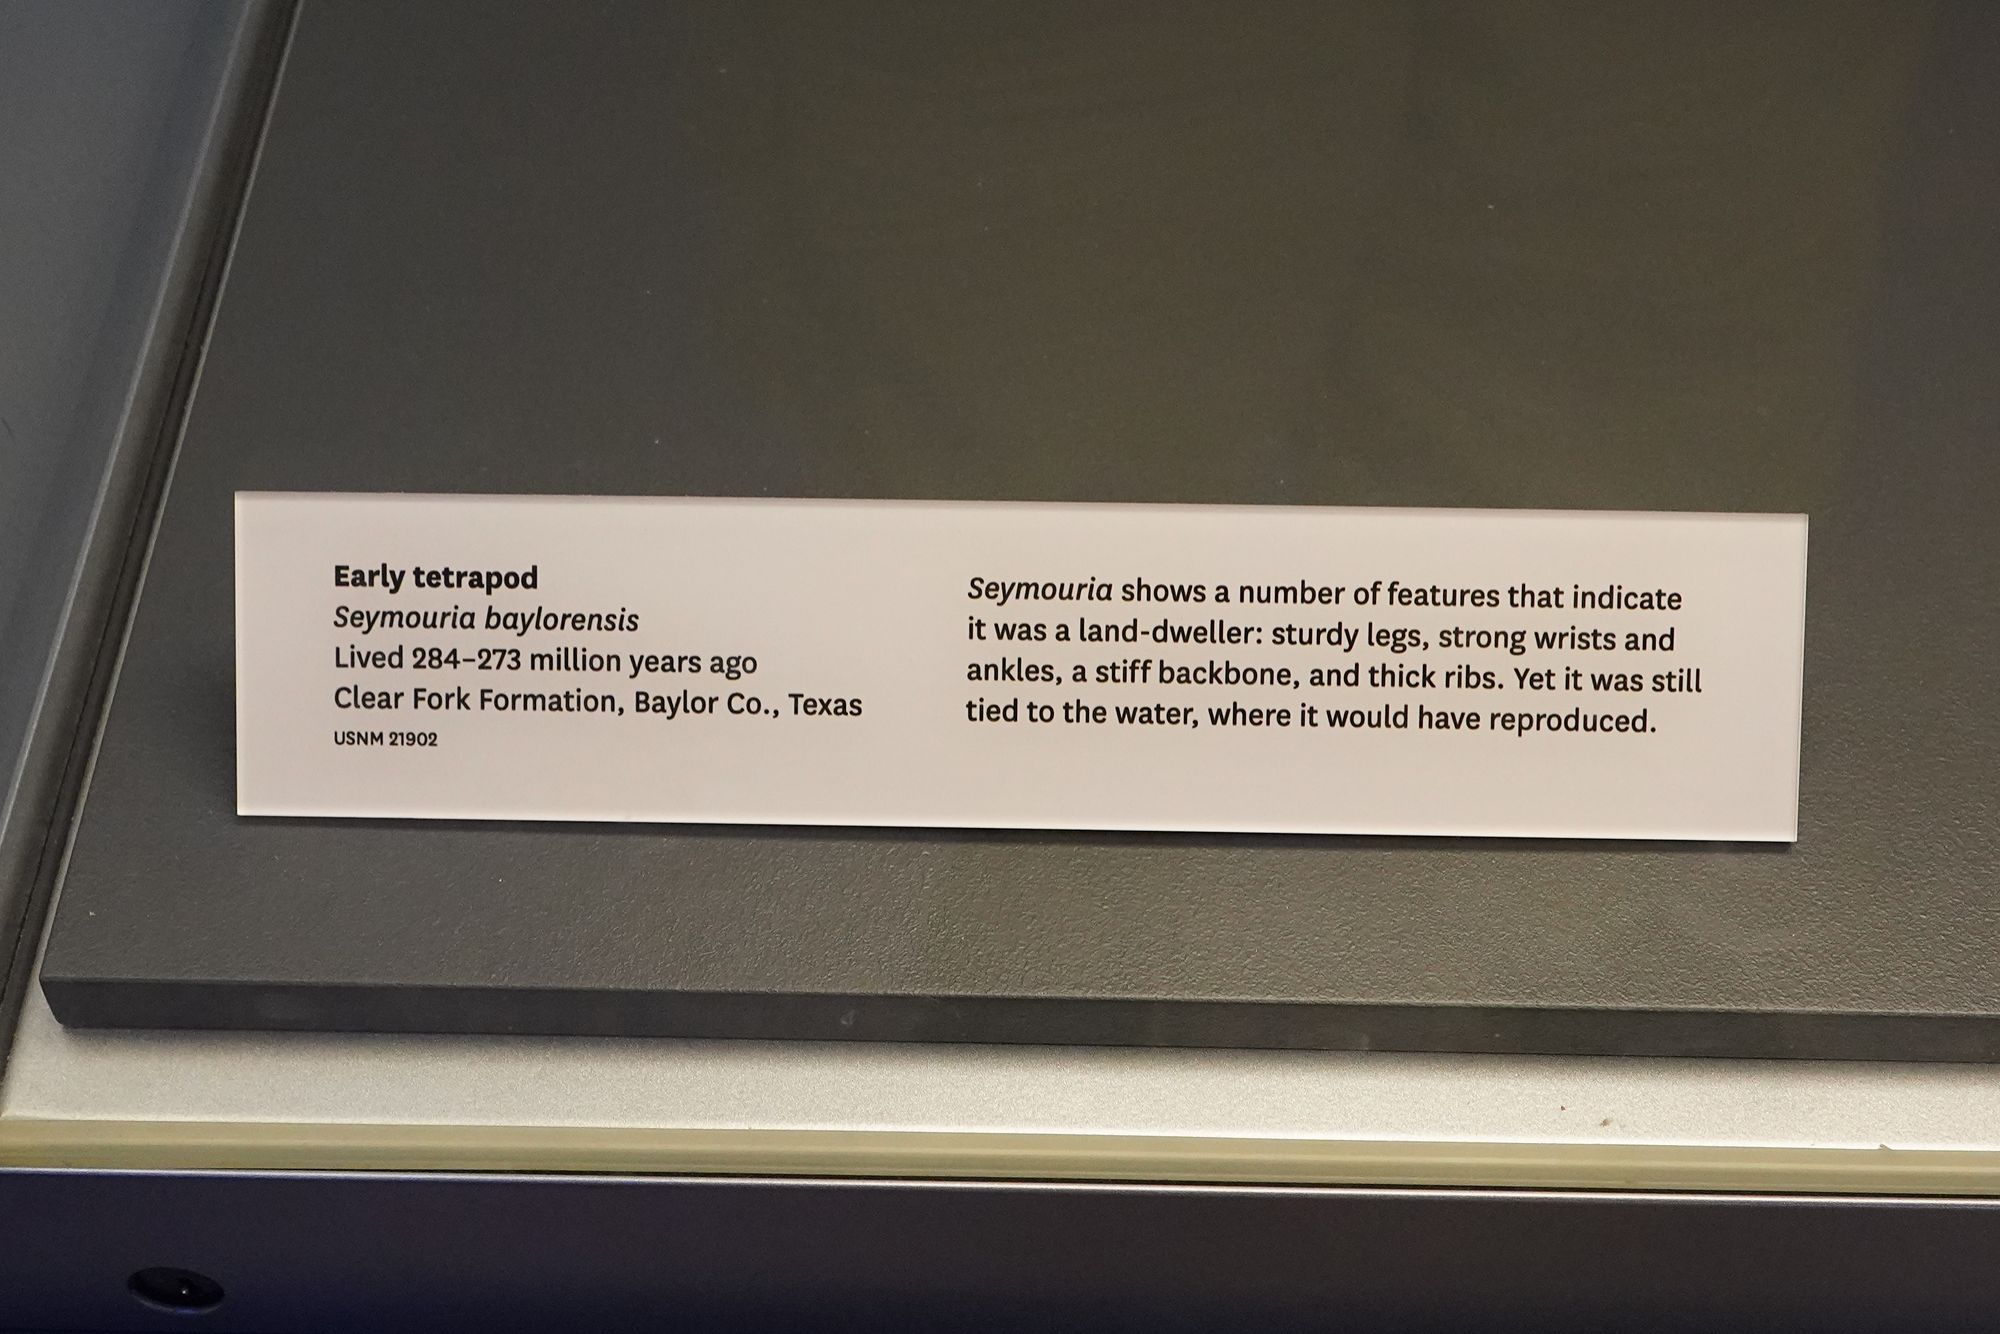 Early tetrapod
Seymouria baylorensis
Lived 284–273 million years ago
Clear Fork Formation, Baylor Co., Texas
USNM 21902
Seymouria shows a number of features that indicate
it was a land-dweller: sturdy legs, strong wrists and
ankles, a stiff backbone, and thick ribs. Yet it was still
tied to the water, where it would have reproduced.